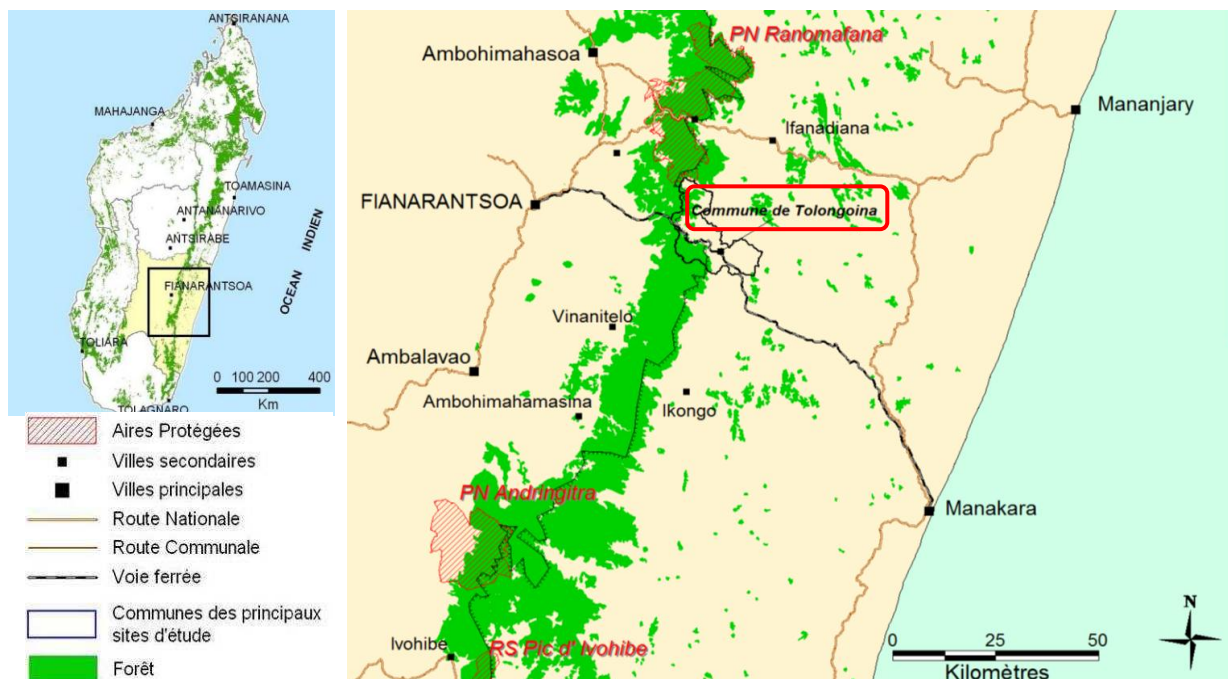 ANTSIRANANA
MAHAJANGA
TOAMASINA
ANTANANARIVO
ANTSIRABE
FIANARANTSOA
TOLIARA
TOLAGNARO
OCEAN INDIEN
0 100 200 400
Km
Aires Protégées
Villes secondaires
Villes principales
Route Nationale
Route Communale
Voie ferrée
Communes des principaux
sites d'étude
Forêt
PN Ranomafana
Ambohimahasoa
Mananjary
Ifanadiana
FIANARANTSOA
Commune de Tolongoina
Vinanitelo
Ambalavao
Ambohimahamasina
Ikongo
PN Andringitra
Manakara
Ivohibe
RS Pic d' Ivohibe
N
0 25 50
Kilomètres